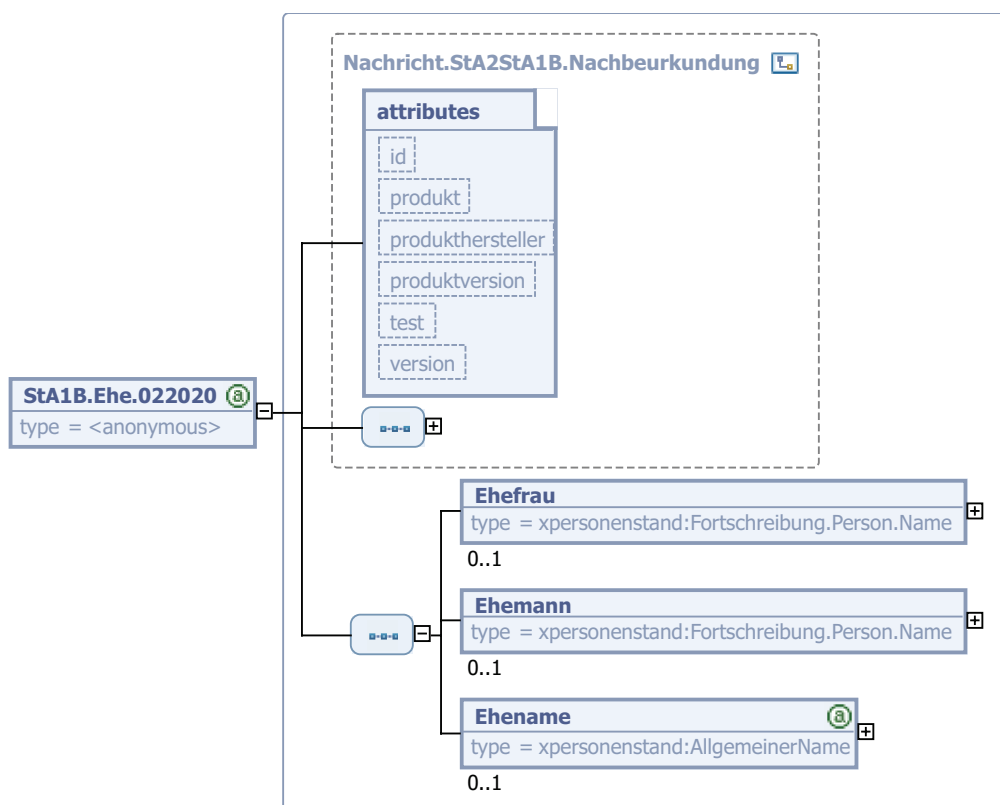 Nachricht.StA2StA1B.Nachbeurkundung
attributes
id
produkt
produkthersteller
produktversion
test
version
StA1B.Ehe.022020
type = <anonymous>
Ehefrau
type = xpersonenstand:Fortschreibung.Person.Name
0..1
Ehemann
type = xpersonenstand:Fortschreibung.Person.Name
0..1
Ehename
type = xpersonenstand:AllgemeinerName
0..1